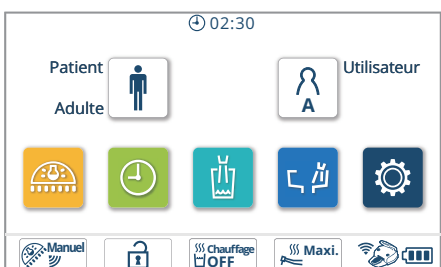 02:30
Patient
Adulte
Utilisateur
A
Manuel
Chauffage
OFF
Maxi.